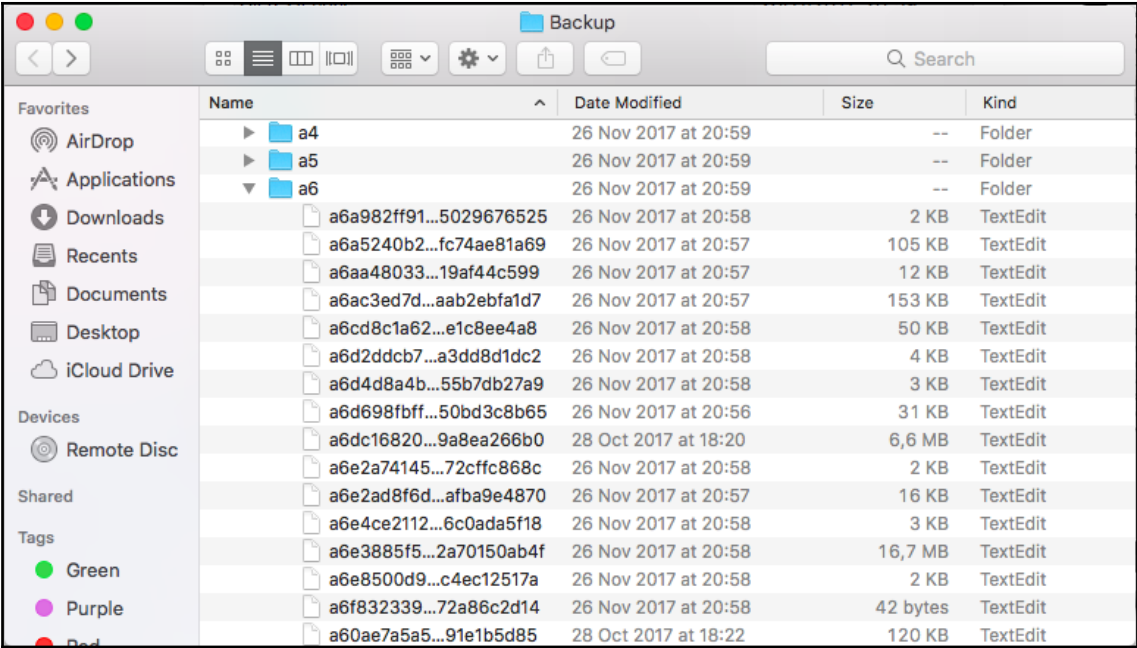 Backup
Search
Favorites
AirDrop
Applications
Downloads
Recents
Documents
Desktop
iCloud Drive
Devices
Remote Disc
Shared
Tags
Green
Purple
Red
Name Date Modified Size Kind
a4 26 Nov 2017 at 20:59 -- Folder
a5 26 Nov 2017 at 20:59 -- Folder
a6 26 Nov 2017 at 20:59 -- Folder
a6a982ff91...5029676525 26 Nov 2017 at 20:58 2 KB TextEdit
a6a5240b2...fc74ae81a69 26 Nov 2017 at 20:57 105 KB TextEdit
a6aa48033...19af44c599 26 Nov 2017 at 20:57 12 KB TextEdit
a6ac3ed7d...aab2ebfa1d7 26 Nov 2017 at 20:57 153 KB TextEdit
a6cd8c1a62...e1c8ee4a8 26 Nov 2017 at 20:58 50 KB TextEdit
a6d2ddcb7...a3dd8d1dc2 26 Nov 2017 at 20:58 4 KB TextEdit
a6d4d8a4b...55b7db27a9 26 Nov 2017 at 20:58 3 KB TextEdit
a6d698fbff...50bd3c8b65 26 Nov 2017 at 20:56 31 KB TextEdit
a6dc16820...9a8ea266b0 28 Oct 2017 at 18:20 6,6 MB TextEdit
a6e2a74145...72cffc868c 26 Nov 2017 at 20:58 2 KB TextEdit
a6e2ad8f6d...afba9e4870 26 Nov 2017 at 20:57 16 KB TextEdit
a6e4ce2112...6c0ada5f18 26 Nov 2017 at 20:58 3 KB TextEdit
a6e3885f5...2a70150ab4f 26 Nov 2017 at 20:58 16,7 MB TextEdit
a6e8500d9...c4ec12517a 26 Nov 2017 at 20:58 2 KB TextEdit
a6f832339...72a86c2d14 26 Nov 2017 at 20:58 42 bytes TextEdit
a60ae7a5a5...91e1b5d85 28 Oct 2017 at 18:22 120 KB TextEdit